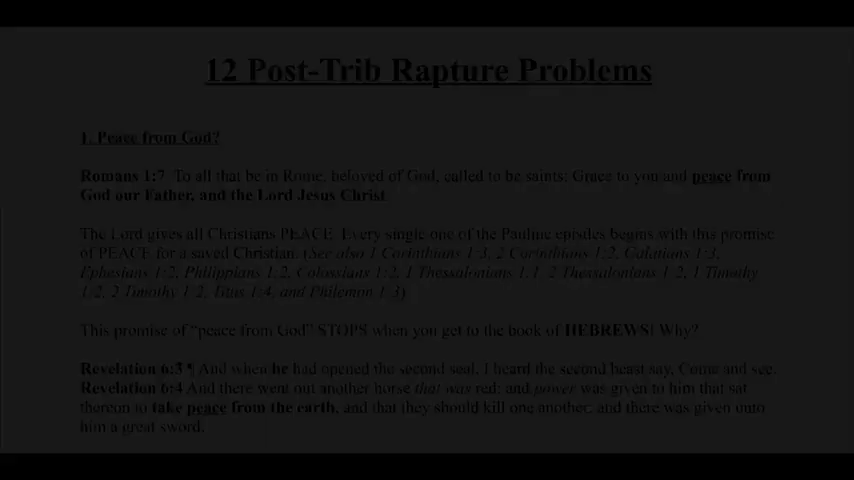 12 Post-Trib Rapture Problems
1. Peace from God?
Romans 1:7 To all that be in Rome, beloved of God, called to be saints: Grace to you and peace from
God our Father, and the Lord Jesus Christ.
The Lord gives all Christians PEACE. Every single one of the Pauline epistles begins with this promise
of PEACE for a saved Christian. (See also 1 Corinthians 1:3, 2 Corinthians 1:2, Galatians 1:3,
Ephesians 1:2, Philippians 1:2, Colossians 1:2, 1 Thessalonians 1:1, 2 Thessalonians 1:2, 1 Timothy
1:2, 2 Timothy 1:2, Titus 1:4, and Philemon 1:3)
This promise of “peace from God” STOPS when you get to the book of HEBREWS! Why?
Revelation 6:3 ¶ And when he had opened the second seal, I heard the second beast say, Come and see.
Revelation 6:4 And there went out another horse that was red: and power was given to him that sat
thereon to take peace from the earth, and that they should kill one another: and there was given unto
him a great sword.